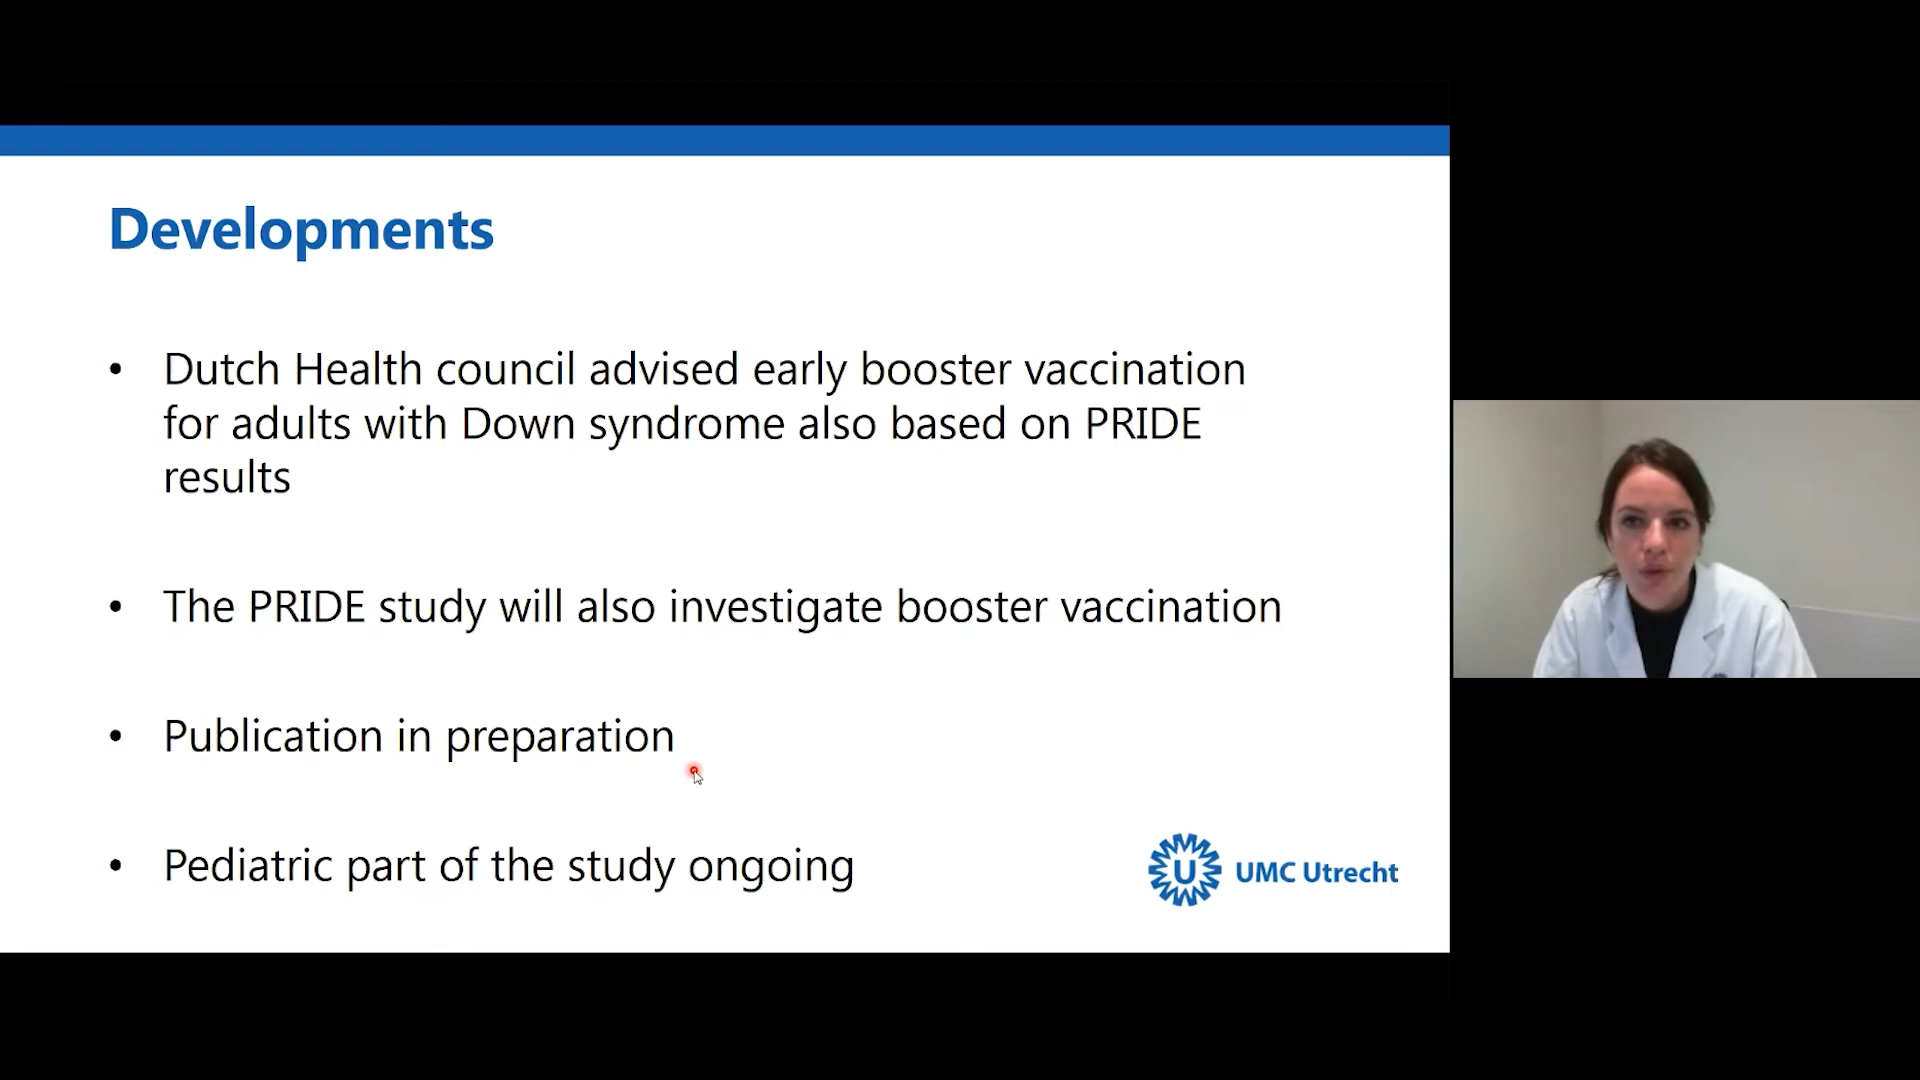 Developments
• Dutch Health council advised early booster vaccination
for adults with Down syndrome also based on PRIDE
results
• The PRIDE study will also investigate booster vaccination
• Publication in preparation
• Pediatric part of the study ongoing
U UMC Utrecht